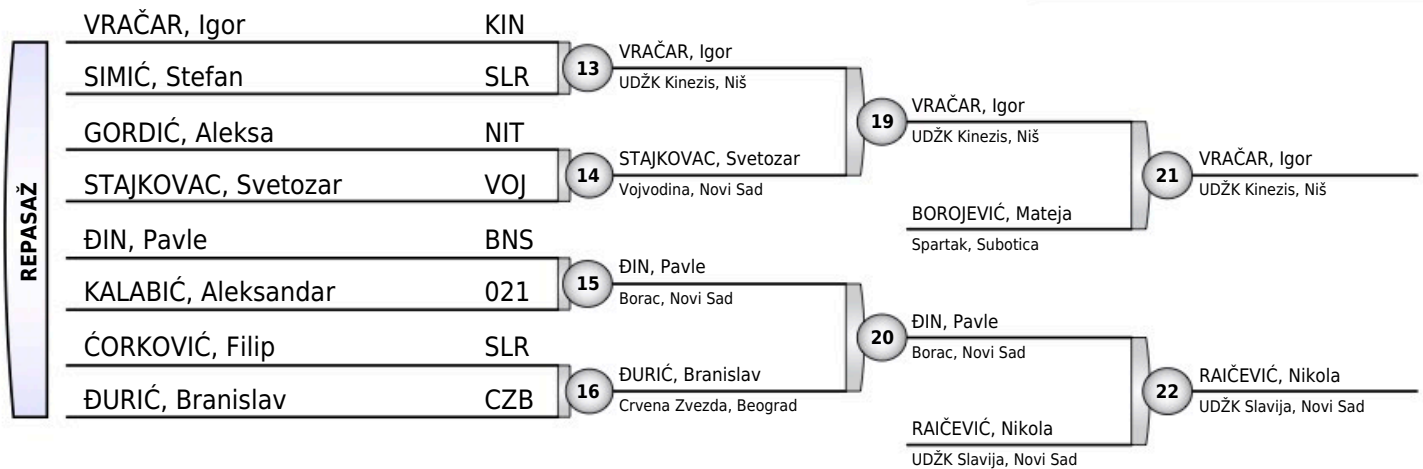 REPASAŽ
VRAČAR, Igor KIN
SIMIĆ, Stefan SLR
GORDIĆ, Aleksa NIT
STAJKOVAC, Svetozar VOJ
ĐIN, Pavle BNS
KALABIĆ, Aleksandar 021
ĆORKOVIĆ, Filip SLR
ĐURIĆ, Branislav CZB
13
VRAČAR, Igor
UDŽK Kinezis, Niš
14
STAJKOVAC, Svetozar
Vojvodina, Novi Sad
15
ĐIN, Pavle
Borac, Novi Sad
16
ĐURIĆ, Branislav
Crvena Zvezda, Beograd
19
VRAČAR, Igor
UDŽK Kinezis, Niš
BOROJEVIĆ, Mateja
Spartak, Subotica
20
ĐIN, Pavle
Borac, Novi Sad
RAIČEVIĆ, Nikola
UDŽK Slavija, Novi Sad
21
VRAČAR, Igor
UDŽK Kinezis, Niš
22
RAIČEVIĆ, Nikola
UDŽK Slavija, Novi Sad